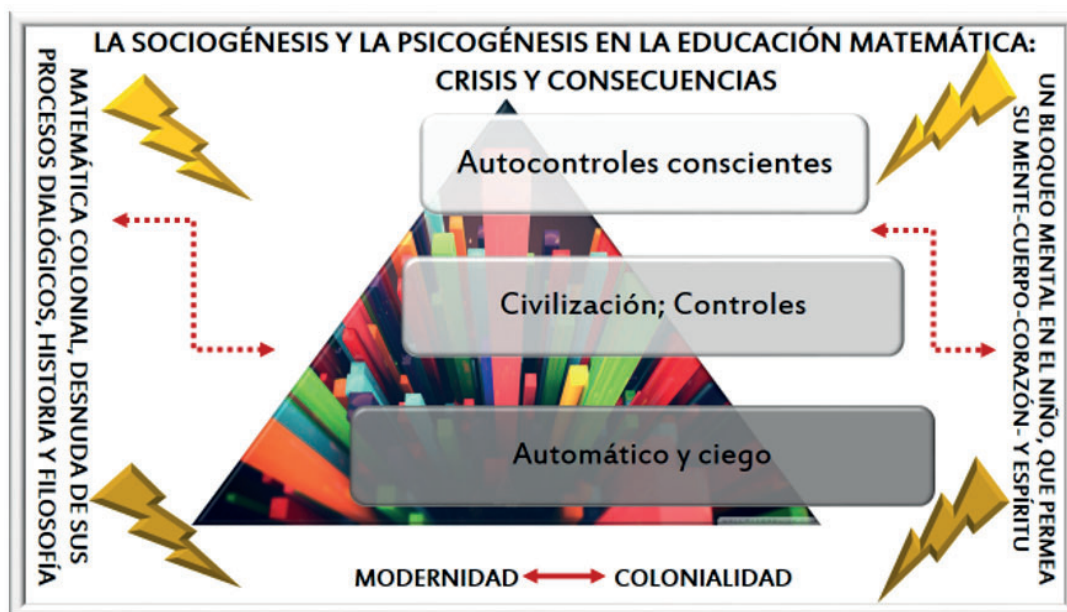 LA SOCIOGÉNESIS Y LA PSICOGÉNESIS EN LA EDUCACIÓN MATEMÁTICA:
CRISIS Y CONSECUENCIAS
MATEMÁTICA COLONIAL, DESNUDA DE SUS
PROCESOS DIALÓGICOS, HISTORIA Y FILOSOFÍA
Autocontroles conscientes
Civilización; Controles
Automático y ciego
UN BLOQUEO MENTAL EN EL NIÑO, QUE PERMEA
SU MENTE-CUERPO-CORAZÓN- Y ESPÍRITU
MODERNIDAD COLONIALIDAD